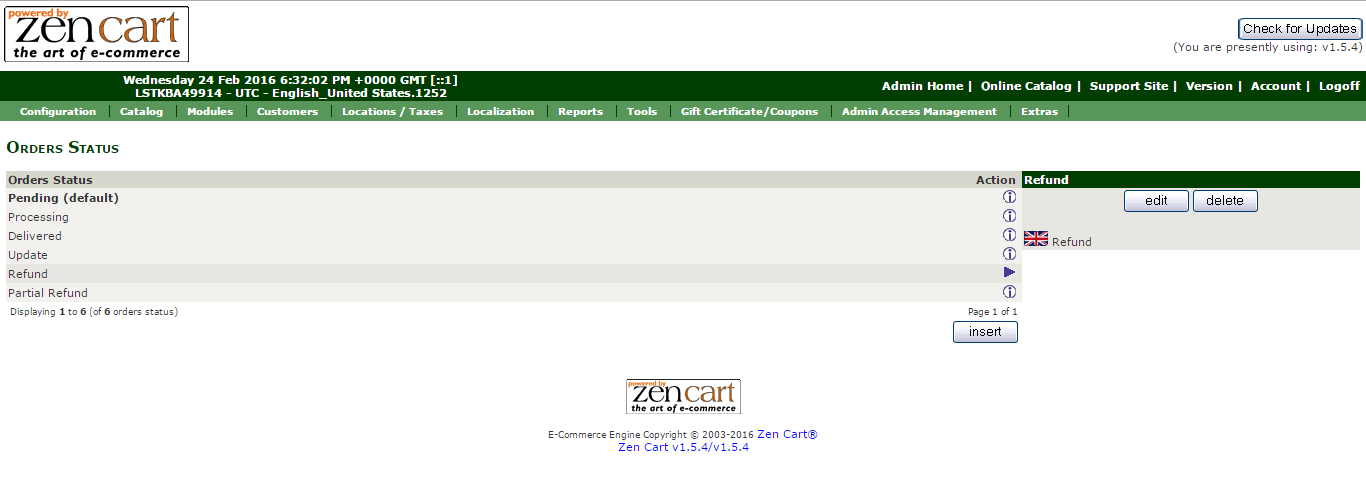 powered by
zen cart
the art of e-commerce
Check for Updates
(You are presently using: v1.5.4)
Wednesday 24 Feb 2016 6:32:02 PM +0000 GMT [::1]
LSTKBA49914 - UTC - English_United States.1252
Admin Home | Online Catalog | Support Site | Version | Account | Logoff
Configuration | Catalog | Modules | Customers | Locations / Taxes | Localization | Reports | Tools | Gift Certificate/Coupons | Admin Access Management | Extras |
Orders Status
Orders Status Action Refund
Pending (default)
edit delete
Processing
Delivered
Refund
Update
Refund
Partial Refund
Displaying 1 to 6 (of 6 orders status) Page 1 of 1
insert
powered by
zen cart
the art of e-commerce
E-Commerce Engine Copyright © 2003-2016 Zen Cart®
Zen Cart v1.5.4/v1.5.4